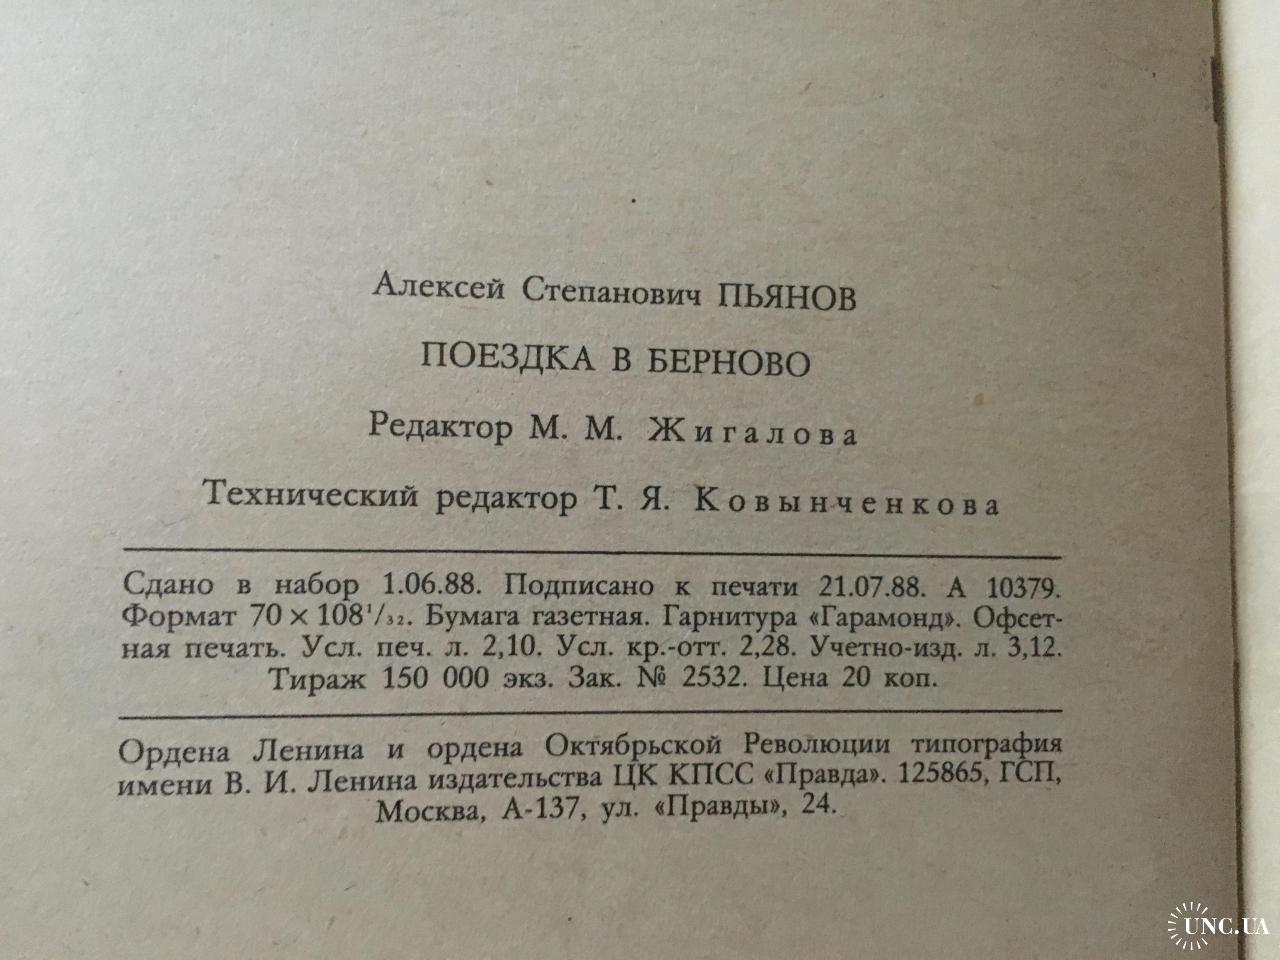 Алексей Степанович ПЬЯНОВ
ПОЕЗДКА В БЕРНОВО
Редактор М. М. Жигалова
Технический редактор Т. Я. Ковынченкова
Сдано в набор 1.06.88. Подписано к печати 21.07.88. А 10379.
Формат 70 × 108¹/₃₂. Бумага газетная. Гарнитура «Гарамонд». Офсет-
ная печать. Усл. печ. л. 2,10. Усл. кр.-отт. 2,28. Учетно-изд. л. 3,12.
Тираж 150 000 экз. Зак. № 2532. Цена 20 коп.
Ордена Ленина и ордена Октябрьской Революции типография
имени В. И. Ленина издательства ЦК КПСС «Правда». 125865, ГСП,
Москва, А-137, ул. «Правды», 24.
UNC.UA